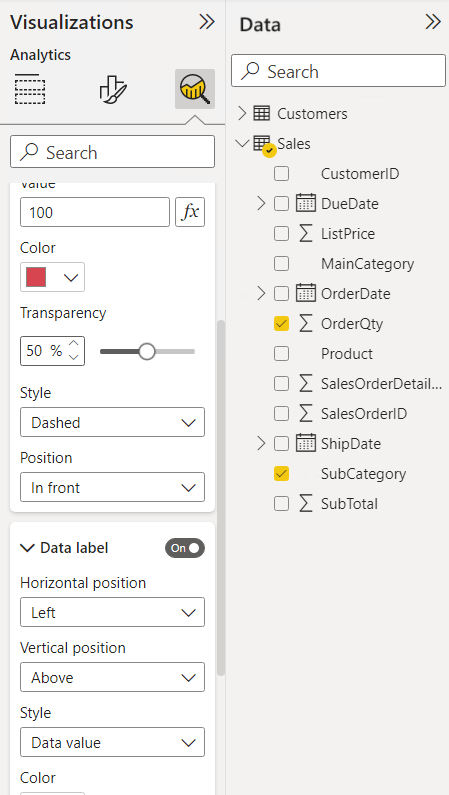 Visualizations
Analytics
Search
Value
100
fx
Color
Transparency
50 %
Style
Dashed
Position
In front
Data label
On
Horizontal position
Left
Vertical position
Above
Style
Data value
Color
Data
Search
Customers
Sales
CustomerID
DueDate
ListPrice
MainCategory
OrderDate
OrderQty
Product
SalesOrderDetail...
SalesOrderID
ShipDate
SubCategory
SubTotal